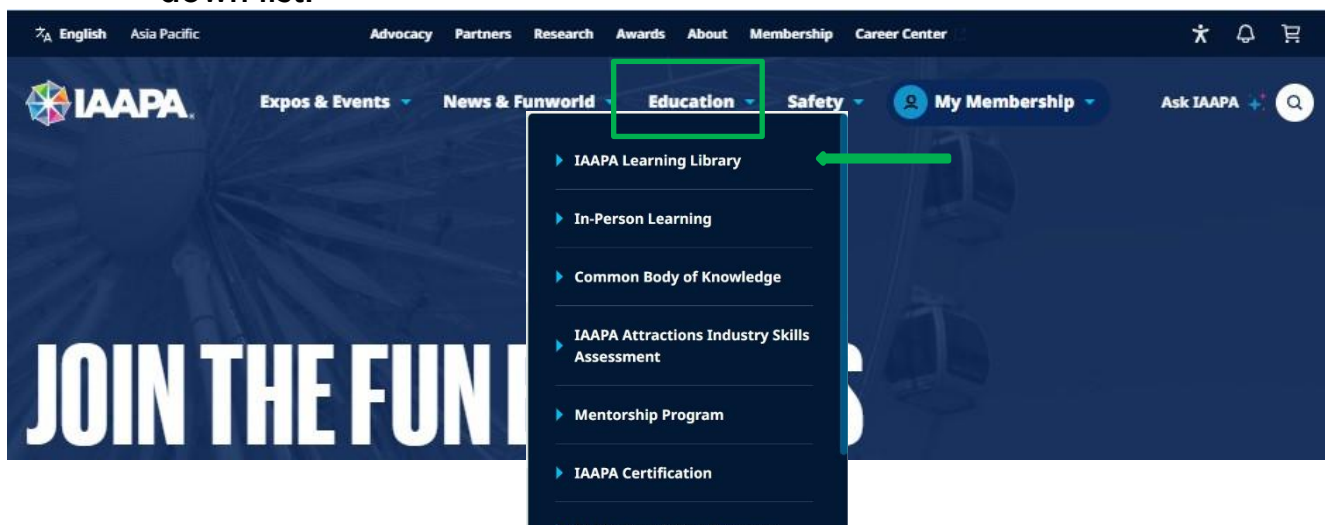 down list.
English Asia Pacific Advocacy Partners Research Awards About Membership Career Center
IAAPA. Expos & Events News & Funworld Education Safety My Membership Ask IAAPA
IAAPA Learning Library
In-Person Learning
Common Body of Knowledge
IAAPA Attractions Industry Skills
Assessment
Mentorship Program
IAAPA Certification
JOIN THE FUN